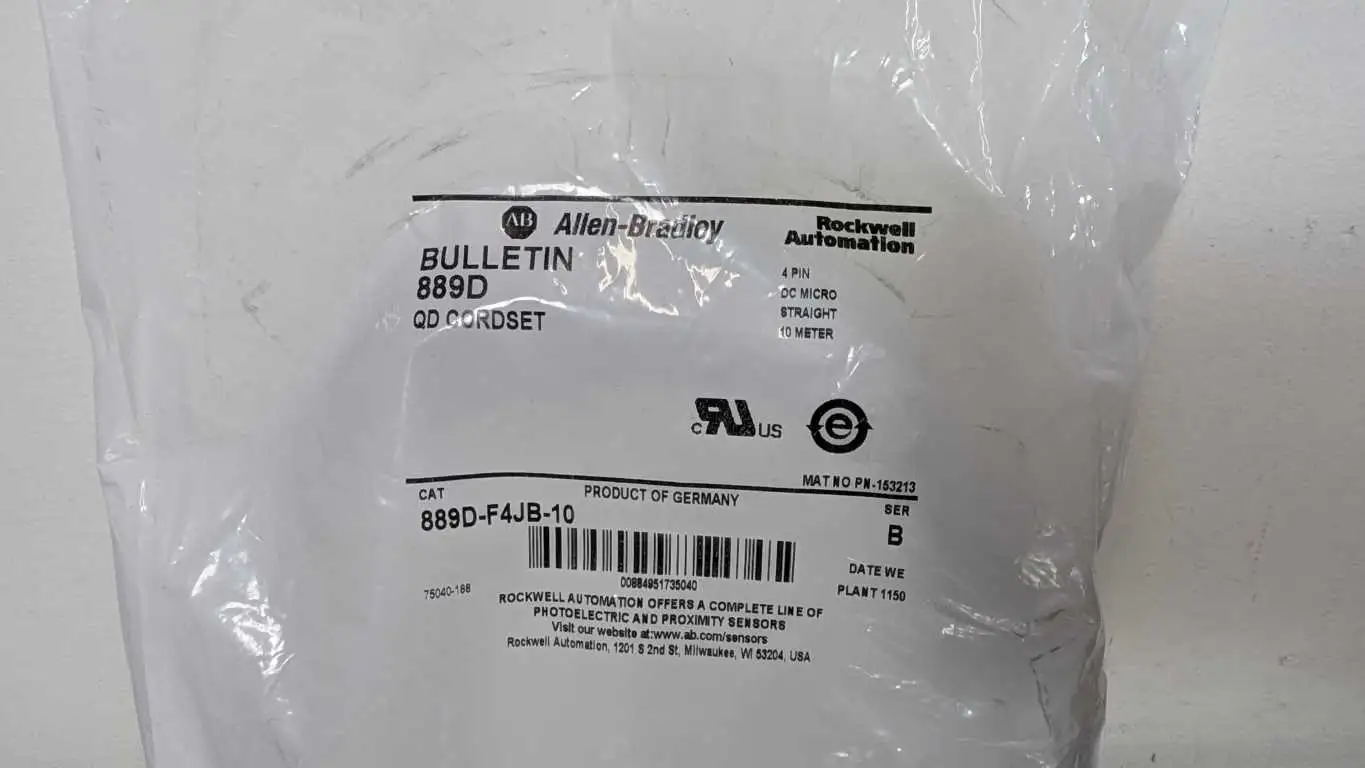 AB Allen-Bradley
Rockwell
Automation
BULLETIN
889D
QD CORDSET
4 PIN
DC MICRO
STRAIGHT
10 METER
c RU US
e
MAT NO PN-153213
CAT
PRODUCT OF GERMANY
SER
889D-F4JB-10
B
00884951735040
DATE WE
PLANT 1150
75040-188
ROCKWELL AUTOMATION OFFERS A COMPLETE LINE OF
PHOTOELECTRIC AND PROXIMITY SENSORS
Visit our website at:www.ab.com/sensors
Rockwell Automation, 1201 S 2nd St, Milwaukee, WI 53204, USA